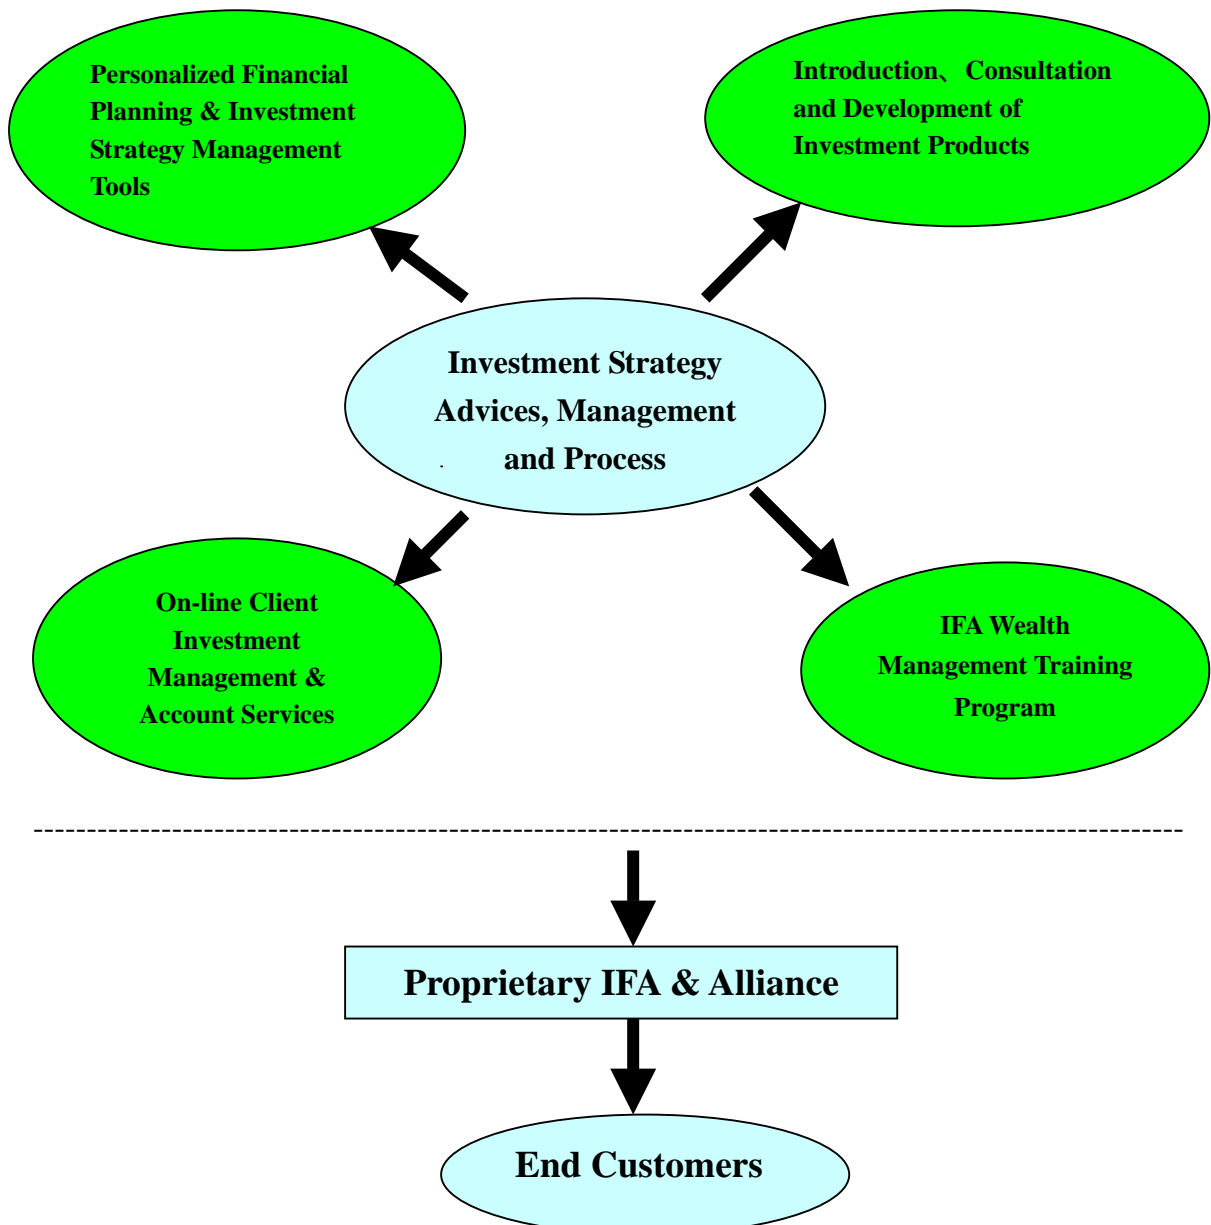 Personalized Financial
Planning & Investment
Strategy Management
Tools
Introduction、Consultation
and Development of
Investment Products
Investment Strategy
Advices, Management
. and Process
On-line Client
Investment
Management &
Account Services
IFA Wealth
Management Training
Program
Proprietary IFA & Alliance
End Customers